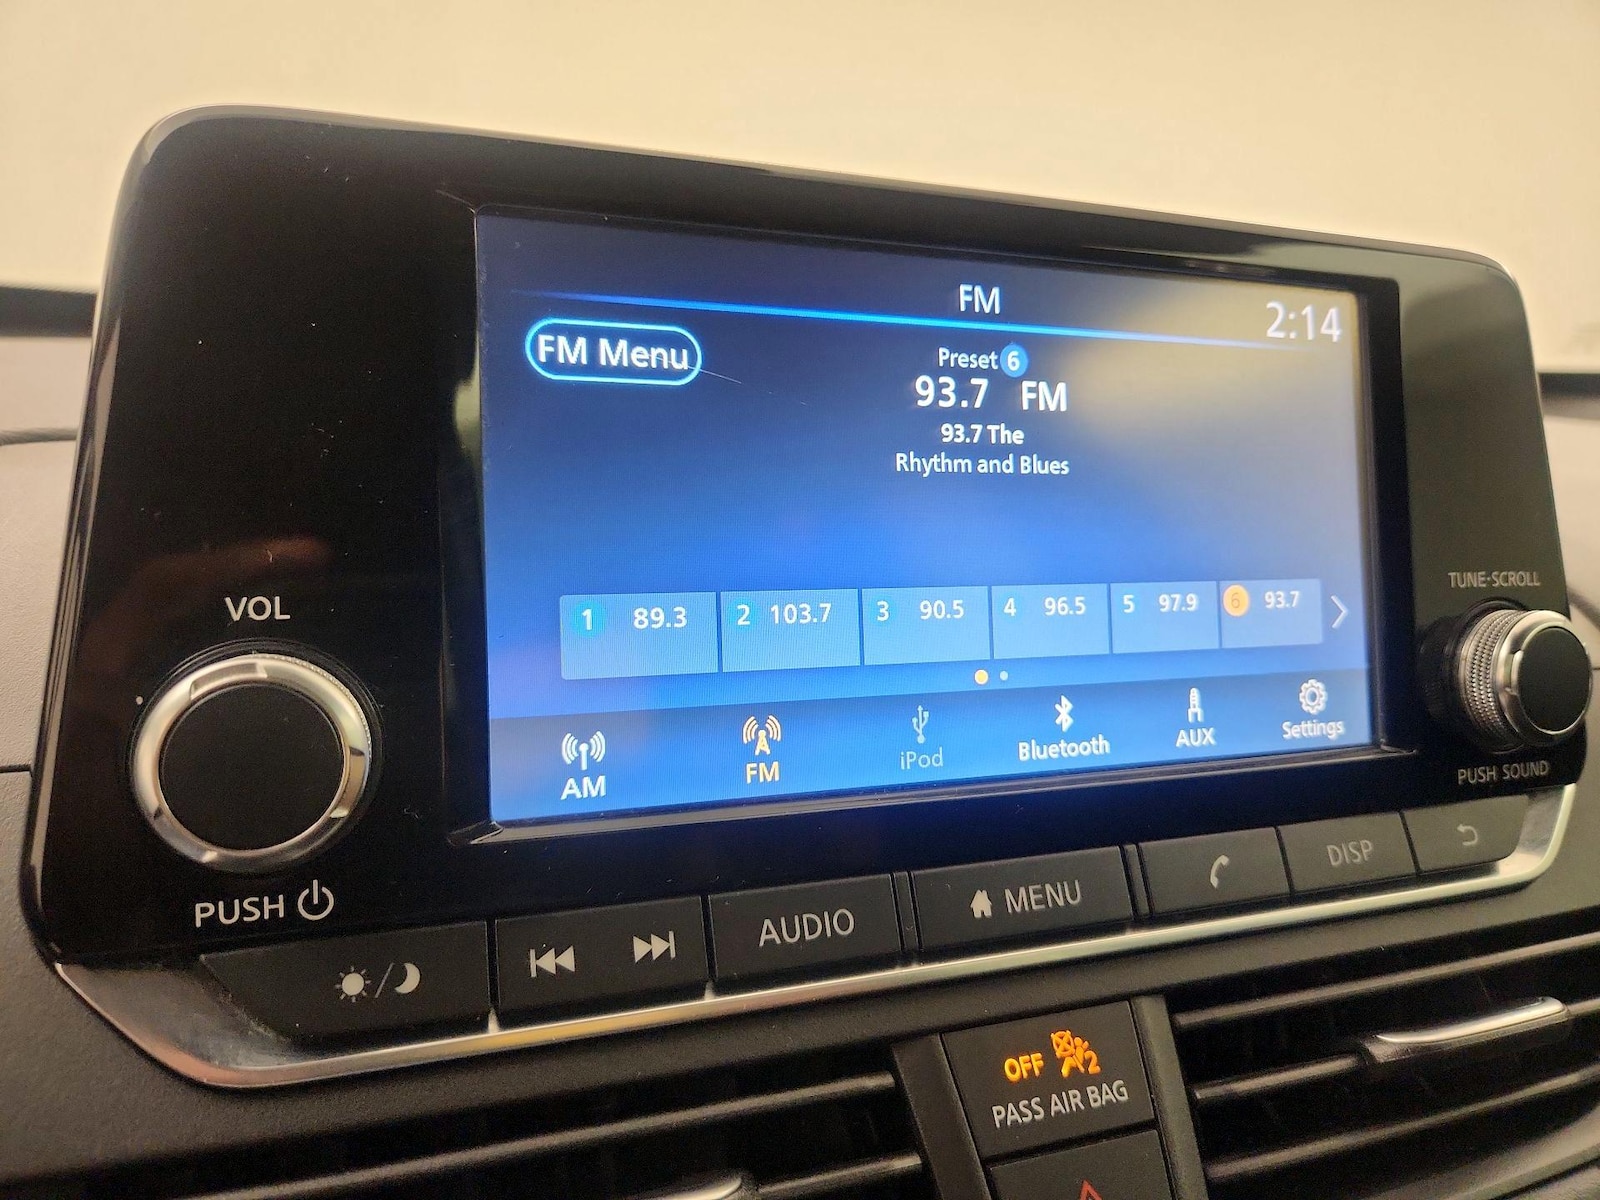 FM
2:14
FM Menu
Preset 6
93.7 FM
93.7 The
Rhythm and Blues
1 89.3
2 103.7
3 90.5
4 96.5
5 97.9
6 93.7
AM
FM
iPod
Bluetooth
AUX
Settings
VOL
PUSH
TUNE·SCROLL
PUSH SOUND
AUDIO
MENU
DISP
OFF 2
PASS AIR BAG